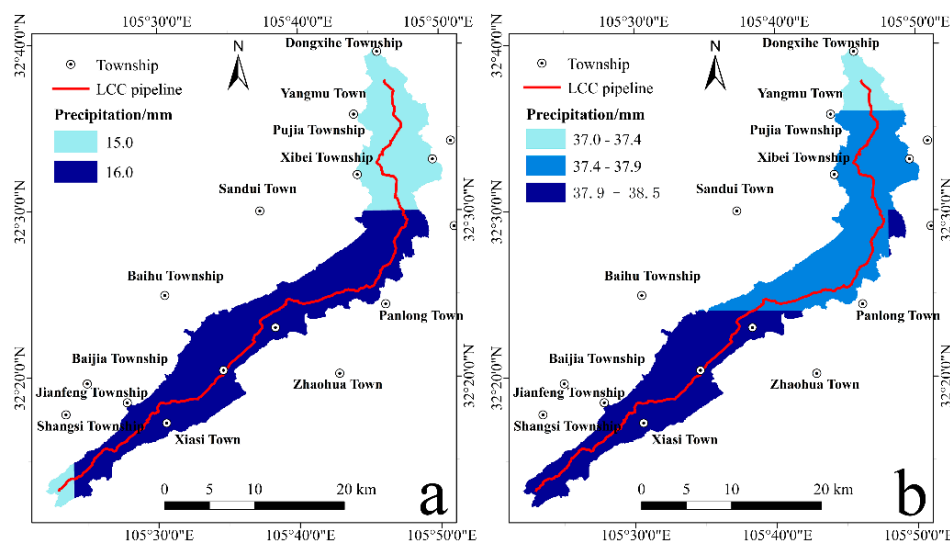 105°30'0"E 105°40'0"E 105°50'0"E
32°40'0"N
32°30'0"N
32°20'0"N
N
Township
LCC pipeline
Precipitation/mm
15.0
16.0
Dongxihe Township
Yangmu Town
Pujia Township
Xibei Township
Sandui Town
Baihu Township
Panlong Town
Baijia Township
Zhaohua Town
Jianfeng Township
Shangsi Township
Xiasi Town
0 5 10 20 km
a
105°30'0"E 105°40'0"E 105°50'0"E
105°30'0"E 105°40'0"E 105°50'0"E
N
Township
LCC pipeline
Precipitation/mm
37.0 - 37.4
37.4 - 37.9
37.9 - 38.5
Dongxihe Township
Yangmu Town
Pujia Township
Xibei Township
Sandui Town
Baihu Township
Panlong Town
Baijia Township
Zhaohua Town
Jianfeng Township
Shangsi Township
Xiasi Town
0 5 10 20 km
b
32°40'0"N
32°30'0"N
32°20'0"N
105°30'0"E 105°40'0"E 105°50'0"E